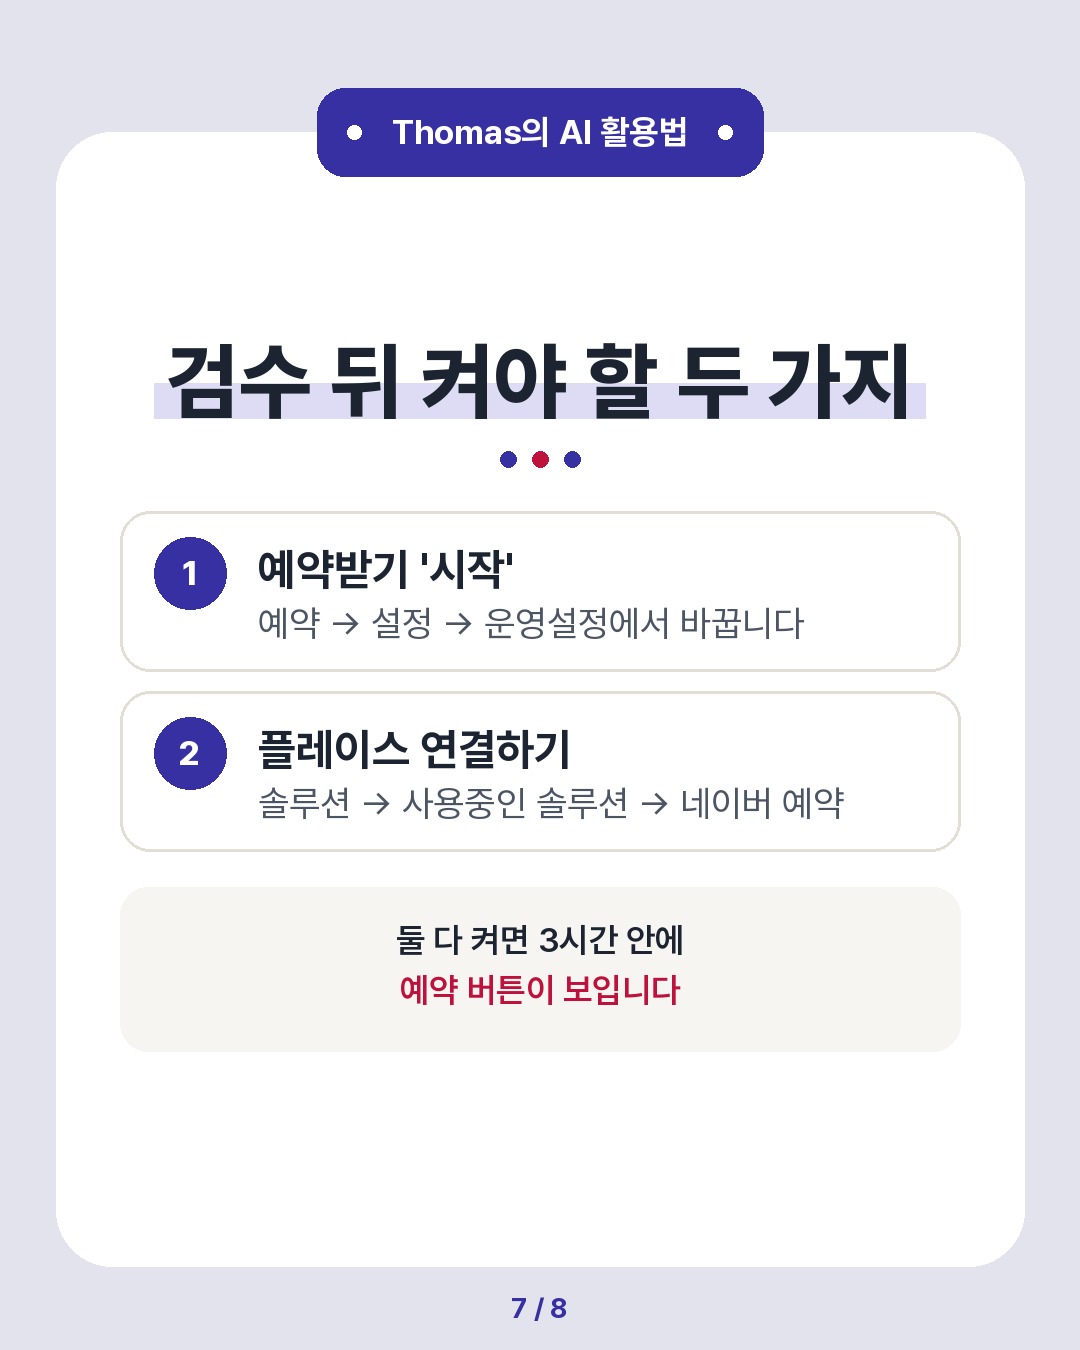 Thomas의 AI 활용법
검수 뒤 켜야 할 두 가지
1
예약받기 '시작'
예약 → 설정 → 운영설정에서 바꿉니다
2
플레이스 연결하기
솔루션 → 사용중인 솔루션 → 네이버 예약
둘 다 켜면 3시간 안에
예약 버튼이 보입니다
7 / 8